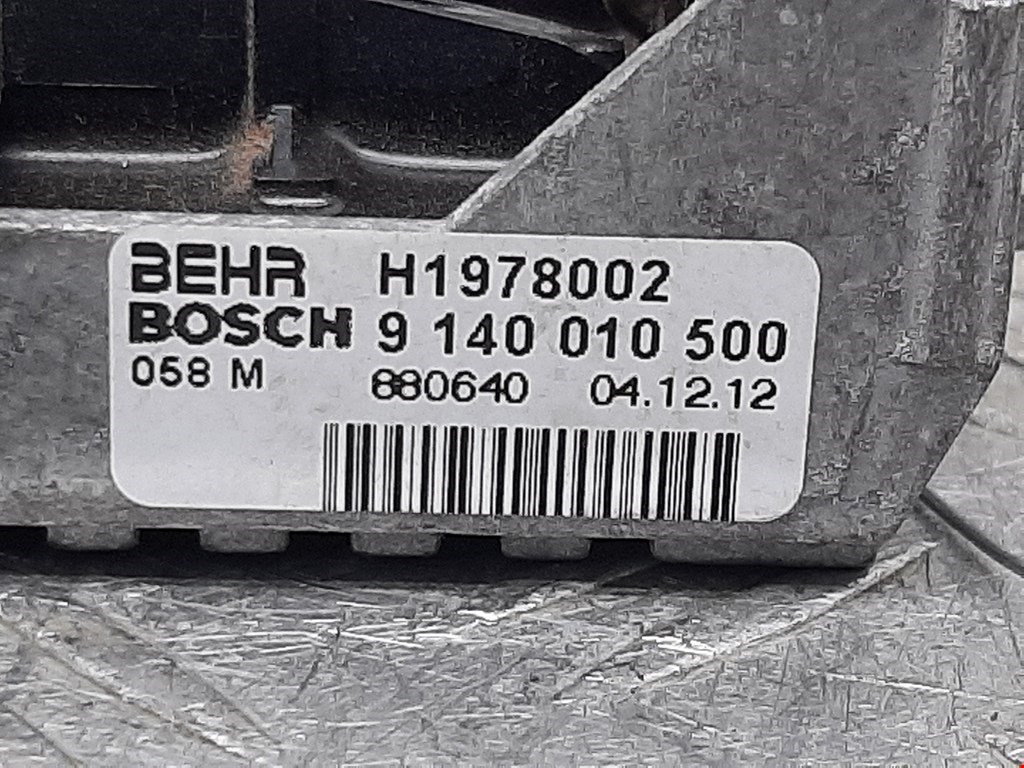 BEHR H1978002
BOSCH 9 140 010 500
058 M 880640 04.12.12